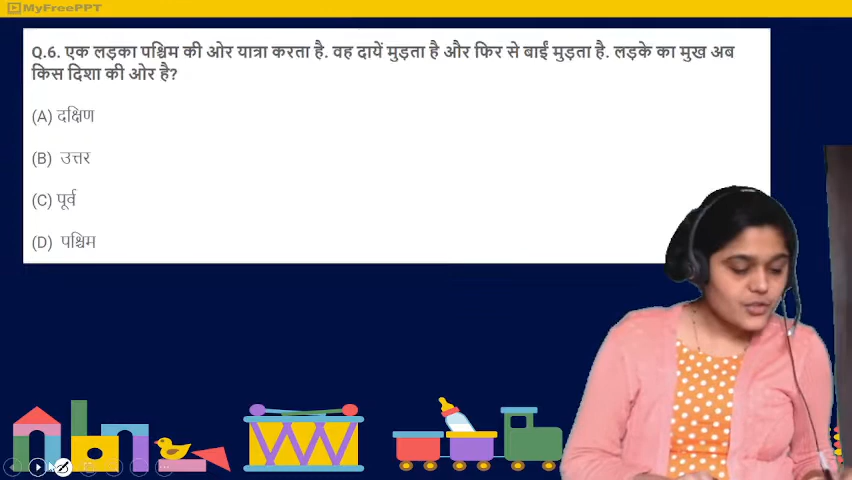 MyFreePPT
Q.6. एक लड़का पश्चिम की ओर यात्रा करता है. वह दायें मुड़ता है और फिर से बाईं मुड़ता है. लड़के का मुख अब
किस दिशा की ओर है?
(A) दक्षिण
(B) उत्तर
(C) पूर्व
(D) पश्चिम